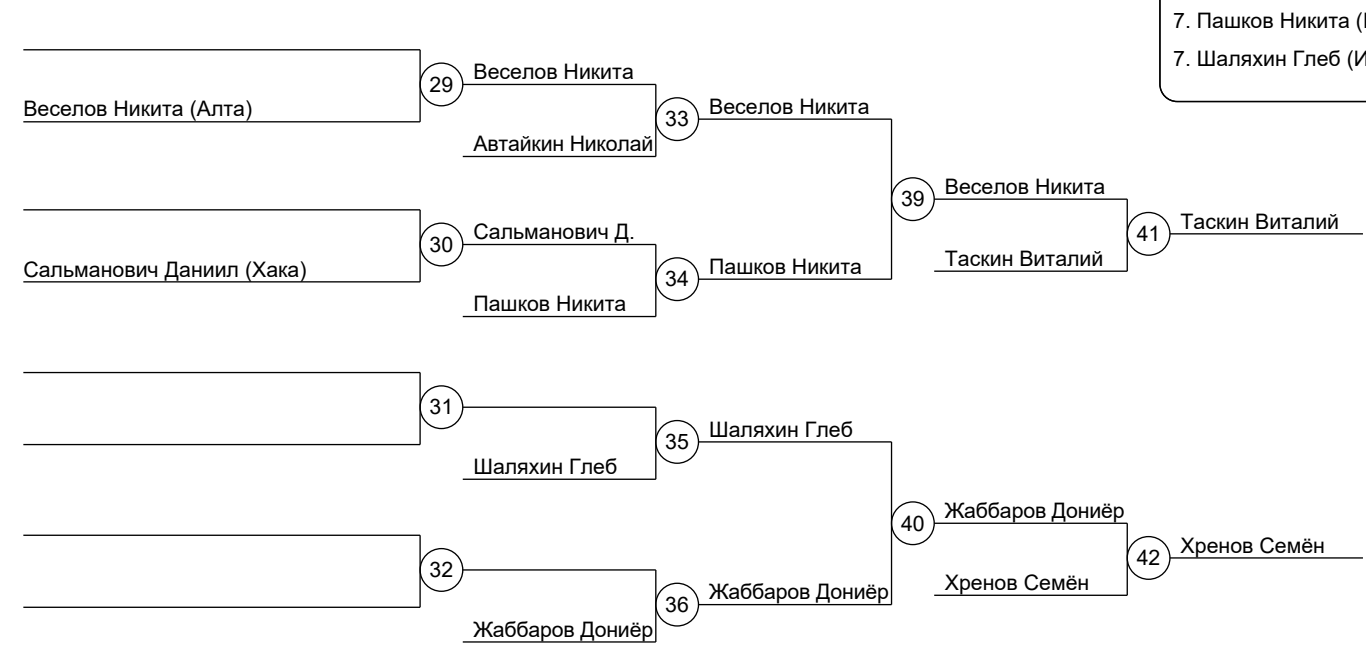 7. Пашков Никита (
7. Шаляхин Глеб (И
29
Веселов Никита
Веселов Никита (Алта)
33
Веселов Никита
Автайкин Николай
39
Веселов Никита
30
Сальманович Д.
41
Таскин Виталий
Сальманович Даниил (Хака)
34
Пашков Никита
Таскин Виталий
Пашков Никита
31
35
Шаляхин Глеб
Шаляхин Глеб
40
Жаббаров Дониёр
42
Хренов Семён
32
Хренов Семён
36
Жаббаров Дониёр
Жаббаров Дониёр